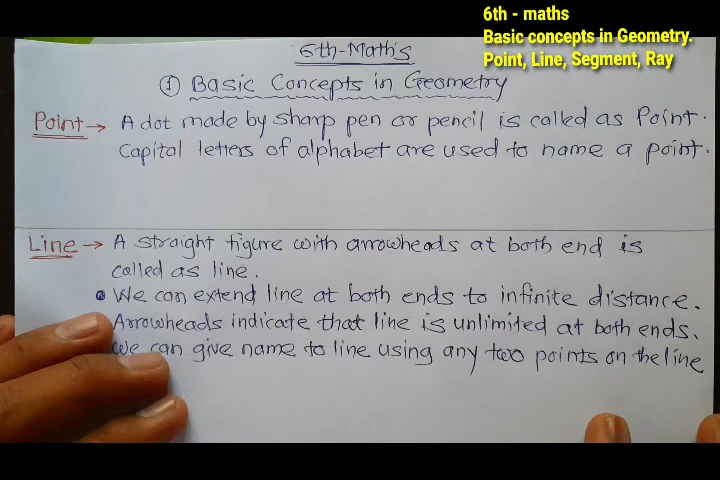 6th - maths
Basic concepts in Geometry.
Point, Line, Segment, Ray
6th-Math's
① Basic Concepts in Geometry
Point → A dot made by sharp pen or pencil is called as Point.
Capital letters of alphabet are used to name a point.
Line → A straight figure with arrowheads at both end is
called as line.
• We can extend line at both ends to infinite distance.
Arrowheads indicate that line is unlimited at both ends.
We can give name to line using any two points on the line